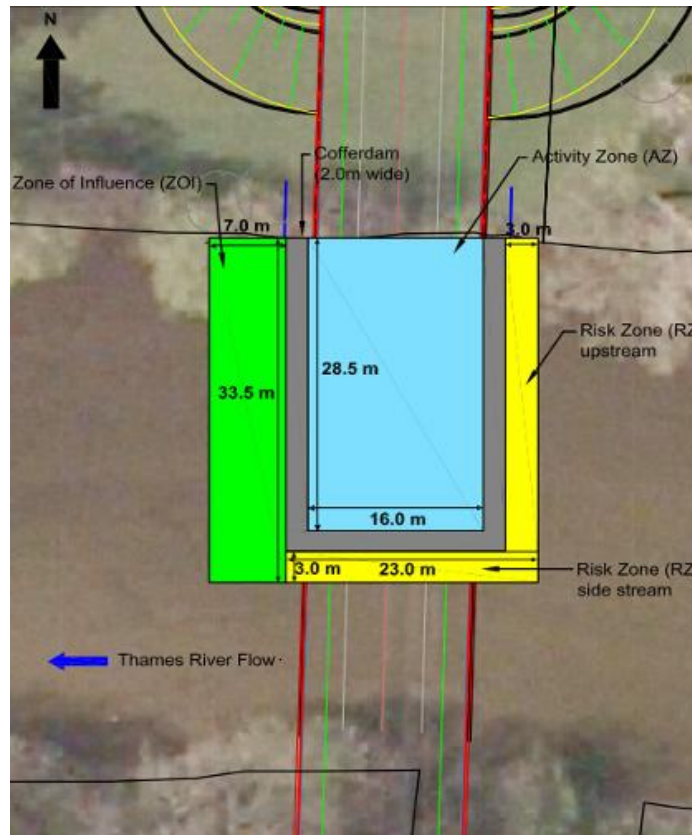 N
Cofferdam
(2.0m wide)
Activity Zone (AZ)
Zone of Influence (ZOI)
7.0 m
3.0 m
Risk Zone (RZ
upstream
28.5 m
33.5 m
16.0 m
3.0 m
23.0 m
Risk Zone (RZ
side stream
Thames River Flow